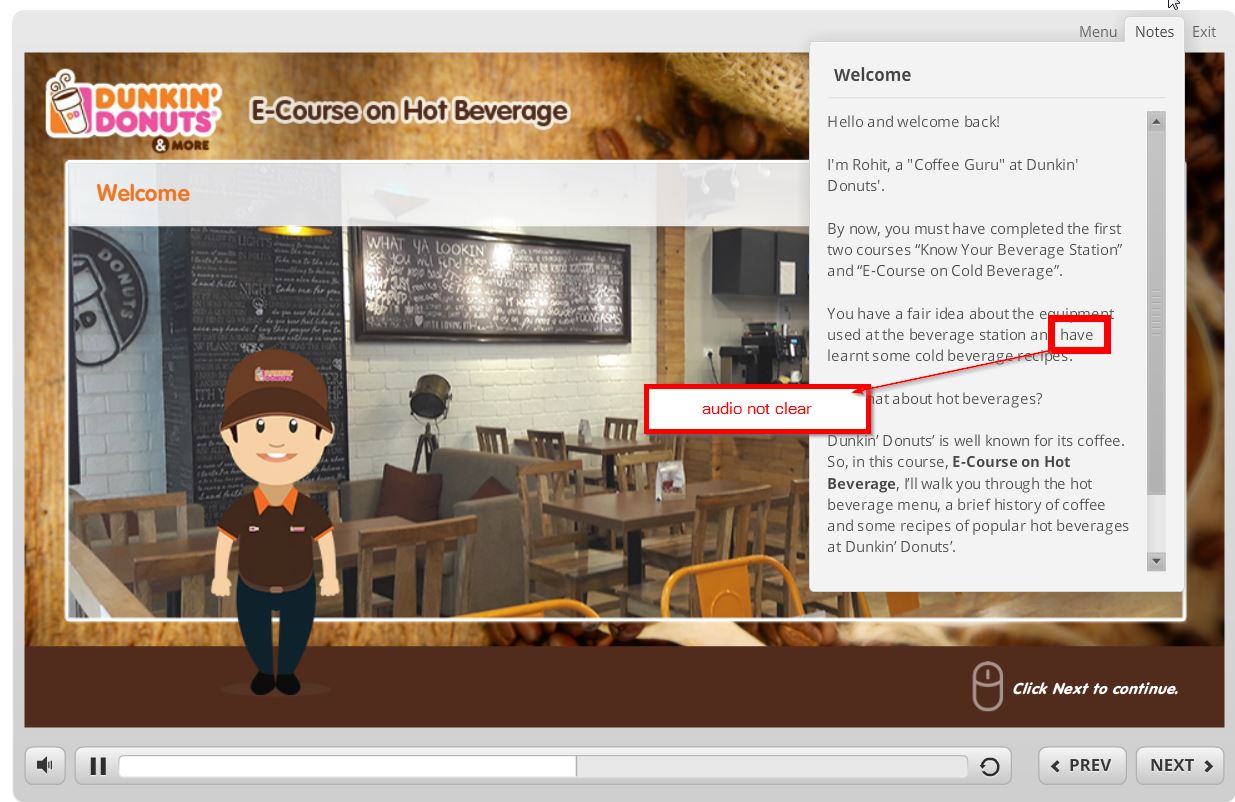 Menu Notes Exit
DUNKIN'
DONUTS
& MORE
E-Course on Hot Beverage
Welcome
DONUTS
WHAT YA LOOKIN'
Welcome
Hello and welcome back!
I'm Rohit, a "Coffee Guru" at Dunkin'
Donuts'.
By now, you must have completed the first
two courses “Know Your Beverage Station”
and “E-Course on Cold Beverage”.
You have a fair idea about the equipment
used at the beverage station an have
learnt some cold beverage recipes.
audio not clear
hat about hot beverages?
Dunkin’ Donuts’ is well known for its coffee.
So, in this course, E-Course on Hot
Beverage, I’ll walk you through the hot
beverage menu, a brief history of coffee
and some recipes of popular hot beverages
at Dunkin’ Donuts’.
DUNKIN'
DONUTS
Click Next to continue.
PREV NEXT